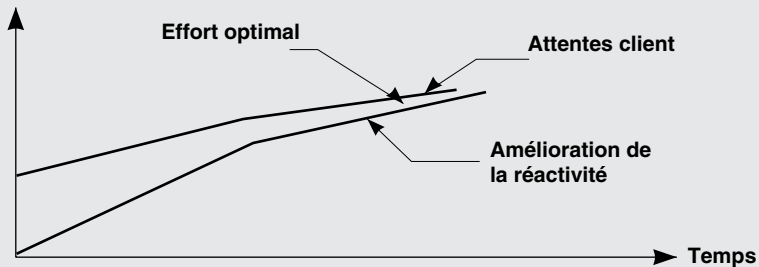 Effort optimal
Attentes client
Amélioration de
la réactivité
Temps